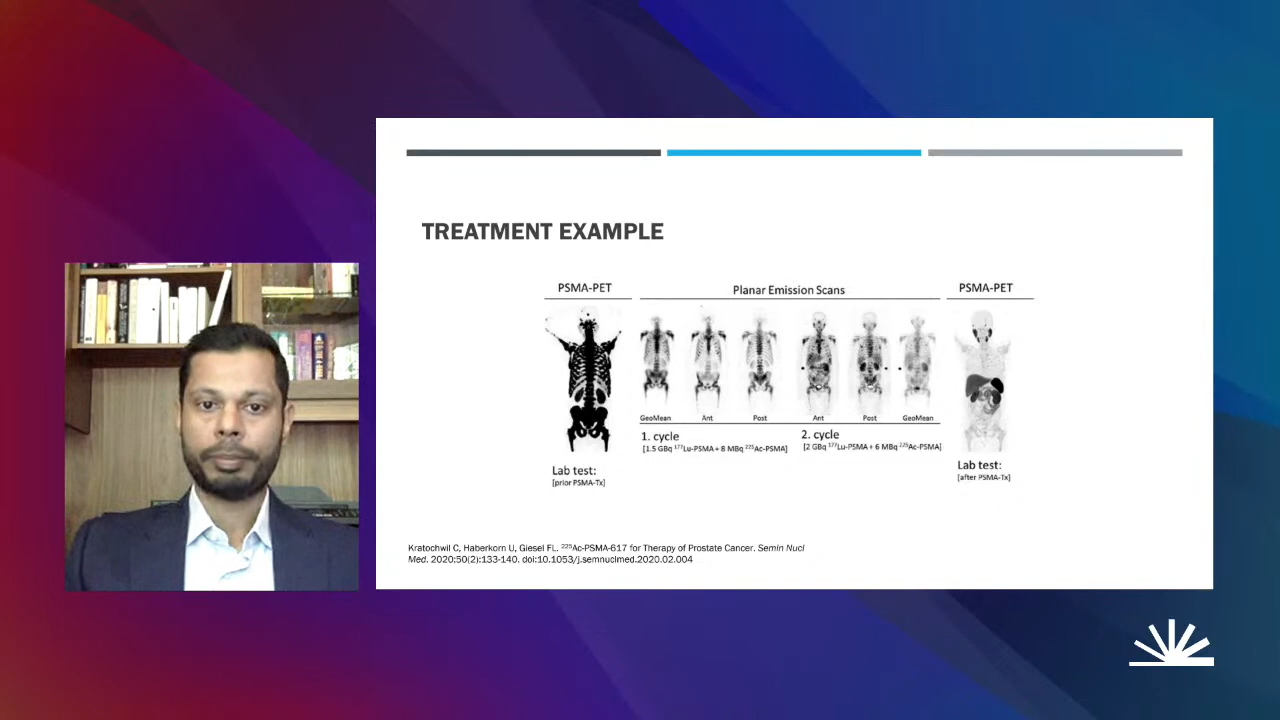 TREATMENT EXAMPLE
PSMA-PET
Planar Emission Scans
PSMA-PET
GeoMean Ant Post Ant Post GeoMean
1. cycle
[1.5 GBq ¹⁷⁷Lu-PSMA + 8 MBq ²²⁵Ac-PSMA]
2. cycle
[2 GBq ¹⁷⁷Lu-PSMA + 6 MBq ²²⁵Ac-PSMA]
Lab test:
[prior PSMA-Tx]
Lab test:
[after PSMA-Tx]
Kratochwil C, Haberkorn U, Giesel FL. ²²⁵Ac-PSMA-617 for Therapy of Prostate Cancer. Semin Nucl
Med. 2020;50(2):133-140. doi:10.1053/j.semnuclmed.2020.02.004